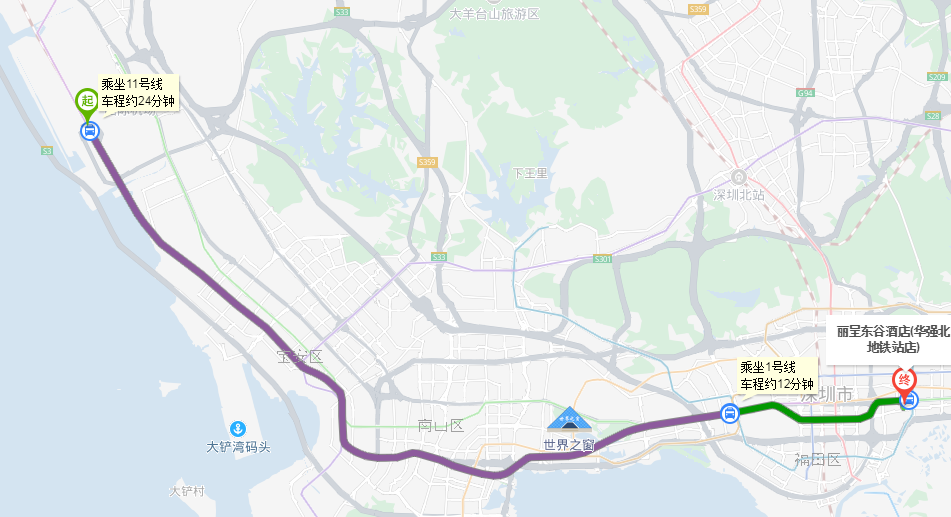 S33
大羊台山旅游区
S359
S209
乘坐11号线
车程约24分钟
起
G94
S28
S3
S359
下王里
深圳北站
S33
S301
丽呈东谷酒店(华强北
地铁站店)
宝安区
乘坐1号线
车程约12分钟
终
深圳市
南山区
世界之窗
大铲湾码头
福田区
大铲村